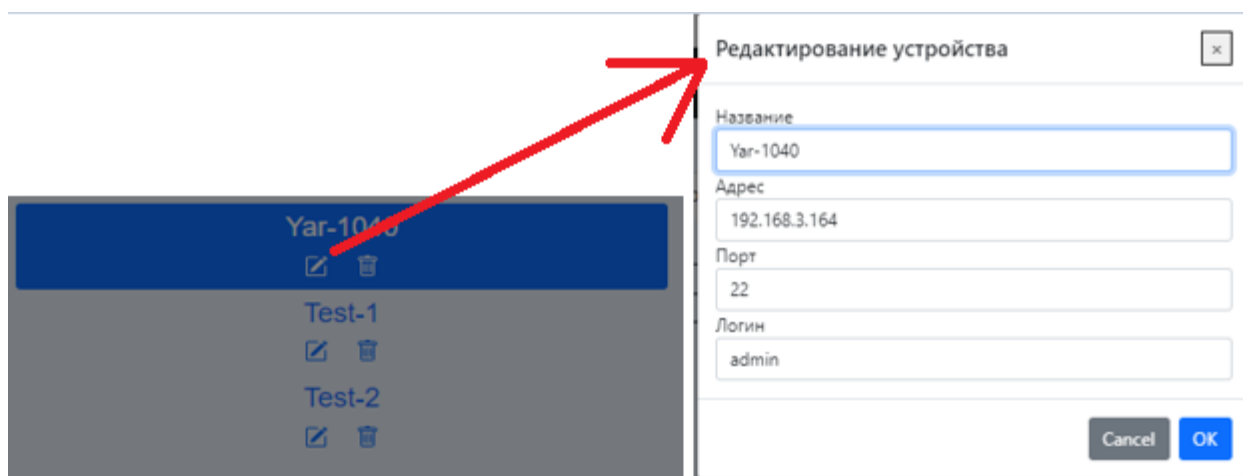 Yar-1040
Test-1
Test-2
Редактирование устройства
×
Название
Yar-1040
Адрес
192.168.3.164
Порт
22
Логин
admin
Cancel OK